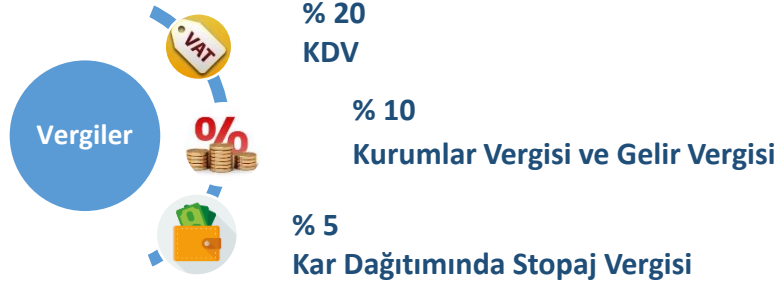 % 20
KDV
VAT
Vergiler
%
% 10
Kurumlar Vergisi ve Gelir Vergisi
% 5
Kar Dağıtımında Stopaj Vergisi